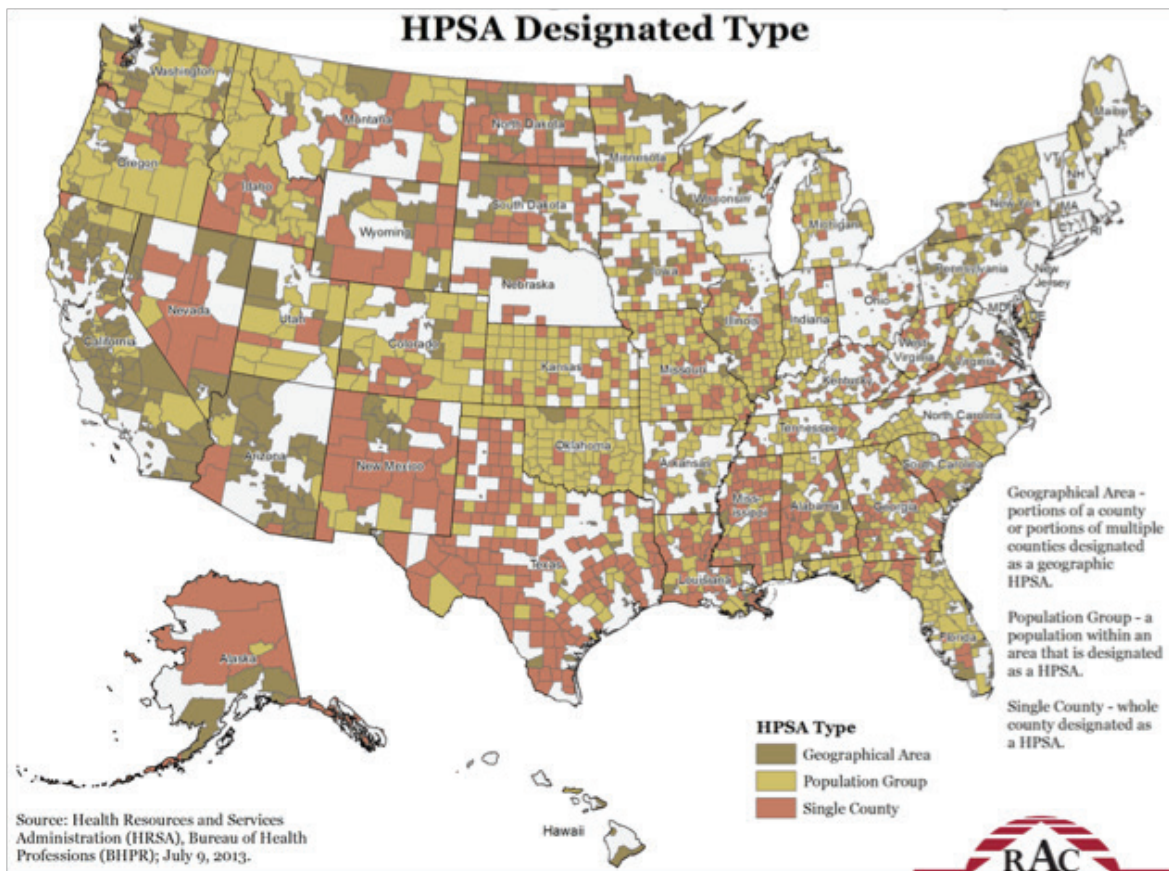 HPSA Designated Type
Washington
Oregon
California
Nevada
Idaho
Montana
Wyoming
Utah
Arizona
Colorado
New Mexico
North Dakota
South Dakota
Nebraska
Kansas
Oklahoma
Texas
Minnesota
Iowa
Missouri
Arkansas
Louisiana
Wisconsin
Illinois
Michigan
Indiana
Ohio
Kentucky
Tennessee
Missi-
issippi
Alabama
Georgia
Florida
South Carolina
North Carolina
Virginia
West
Virginia
Pennsylvania
New York
Maine
VT
NH
MA
CT
RI
New
Jersey
MD
DE
Alaska
Hawaii
Geographical Area -
portions of a county
or portions of multiple
counties designated
as a geographic
HPSA.
Population Group - a
population within an
area that is designated
as a HPSA.
Single County - whole
county designated as
a HPSA.
HPSA Type
Geographical Area
Population Group
Single County
Source: Health Resources and Services
Administration (HRSA), Bureau of Health
Professions (BHPR); July 9, 2013.
RAC